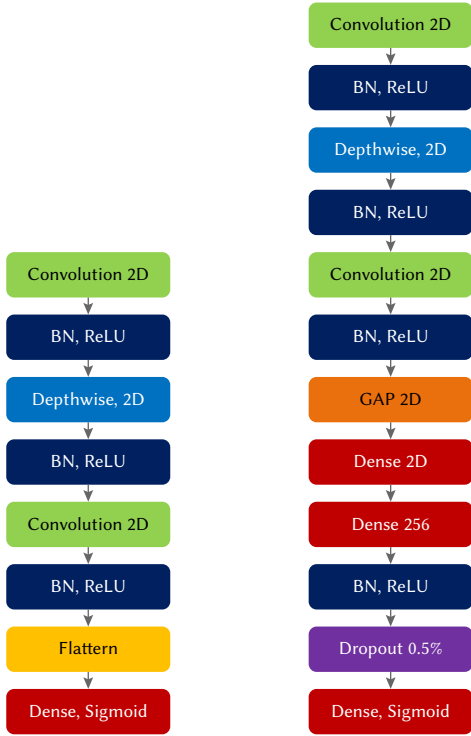 Convolution 2D
BN, ReLU
Depthwise, 2D
BN, ReLU
Convolution 2D
BN, ReLU
Flattern
Dense, Sigmoid
Convolution 2D
BN, ReLU
Depthwise, 2D
BN, ReLU
Convolution 2D
BN, ReLU
GAP 2D
Dense 2D
Dense 256
BN, ReLU
Dropout 0.5%
Dense, Sigmoid